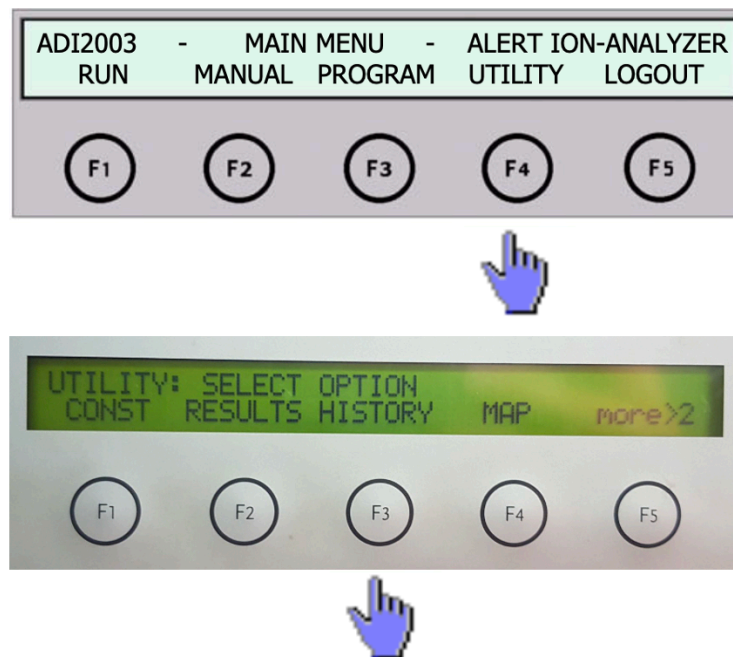 ADI2003 - MAIN MENU - ALERT ION-ANALYZER
RUN MANUAL PROGRAM UTILITY LOGOUT
F1 F2 F3 F4 F5
UTILITY: SELECT OPTION
CONST RESULTS HISTORY MAP more>2
F1 F2 F3 F4 F5